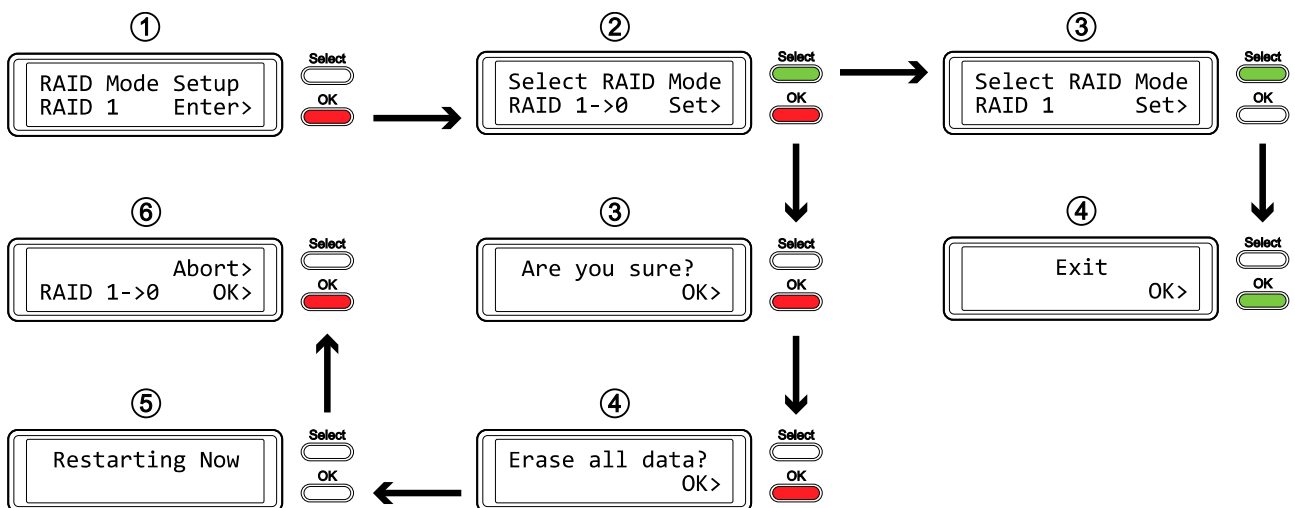 ①
RAID Mode Setup
RAID 1 Enter>
Select
OK
②
Select RAID Mode
RAID 1->0 Set>
Select
OK
③
Select RAID Mode
RAID 1 Set>
Select
OK
⑥
Abort>
RAID 1->0 OK>
Select
OK
③
Are you sure?
OK>
Select
OK
④
Exit
OK>
Select
OK
⑤
Restarting Now
Select
OK
④
Erase all data?
OK>
Select
OK